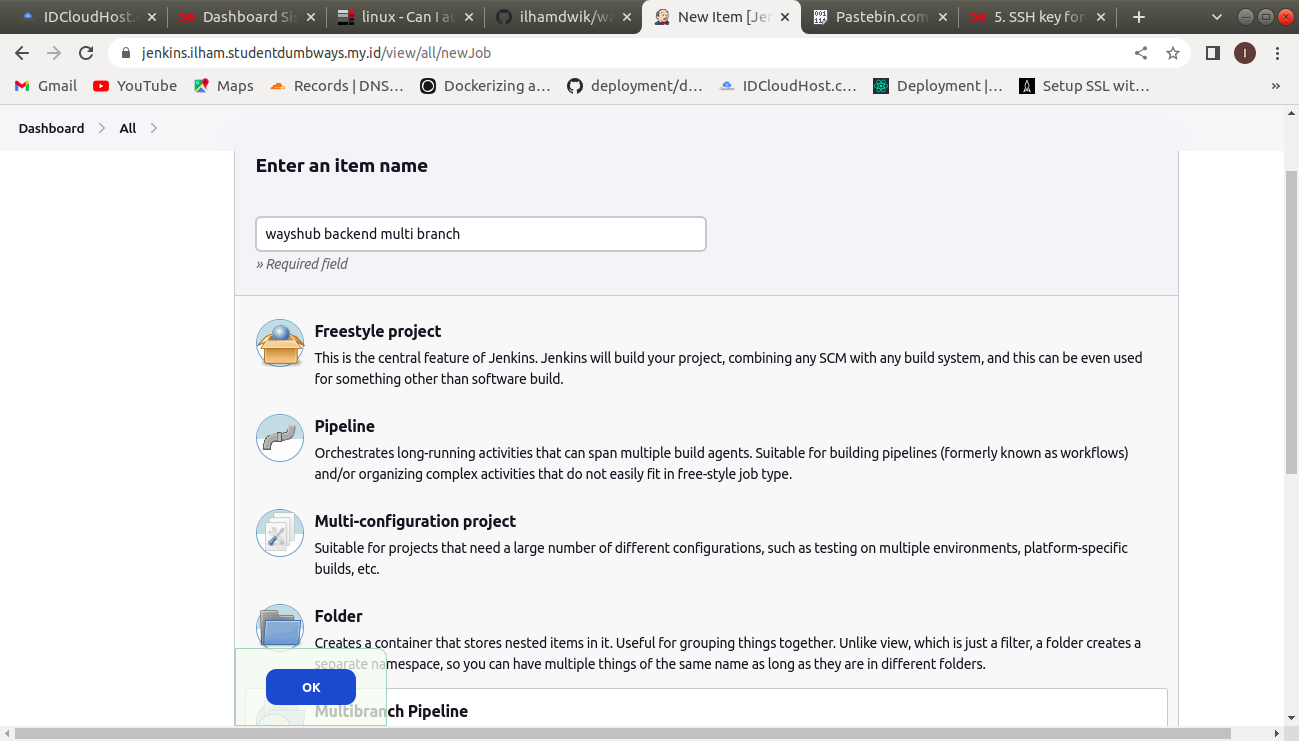 IDCloudHost.c
Dashboard Sis
linux - Can I au
ilhamdwik/wa
New Item [Je
Pastebin.com
5. SSH key for
jenkins.ilham.studentdumbways.my.id/view/all/newJob
I
Gmail
YouTube
Maps
Records | DNS...
Dockerizing a...
deployment/d...
IDCloudHost.c...
Deployment |...
Setup SSL wit...
»
Dashboard
All
Enter an item name
wayshub backend multi branch
» Required field
Freestyle project
This is the central feature of Jenkins. Jenkins will build your project, combining any SCM with any build system, and this can be even used
for something other than software build.
Pipeline
Orchestrates long-running activities that can span multiple build agents. Suitable for building pipelines (formerly known as workflows)
and/or organizing complex activities that do not easily fit in free-style job type.
Multi-configuration project
Suitable for projects that need a large number of different configurations, such as testing on multiple environments, platform-specific
builds, etc.
Folder
Creates a container that stores nested items in it. Useful for grouping things together. Unlike view, which is just a filter, a folder creates a
separate namespace, so you can have multiple things of the same name as long as they are in different folders.
OK
Multibranch Pipeline